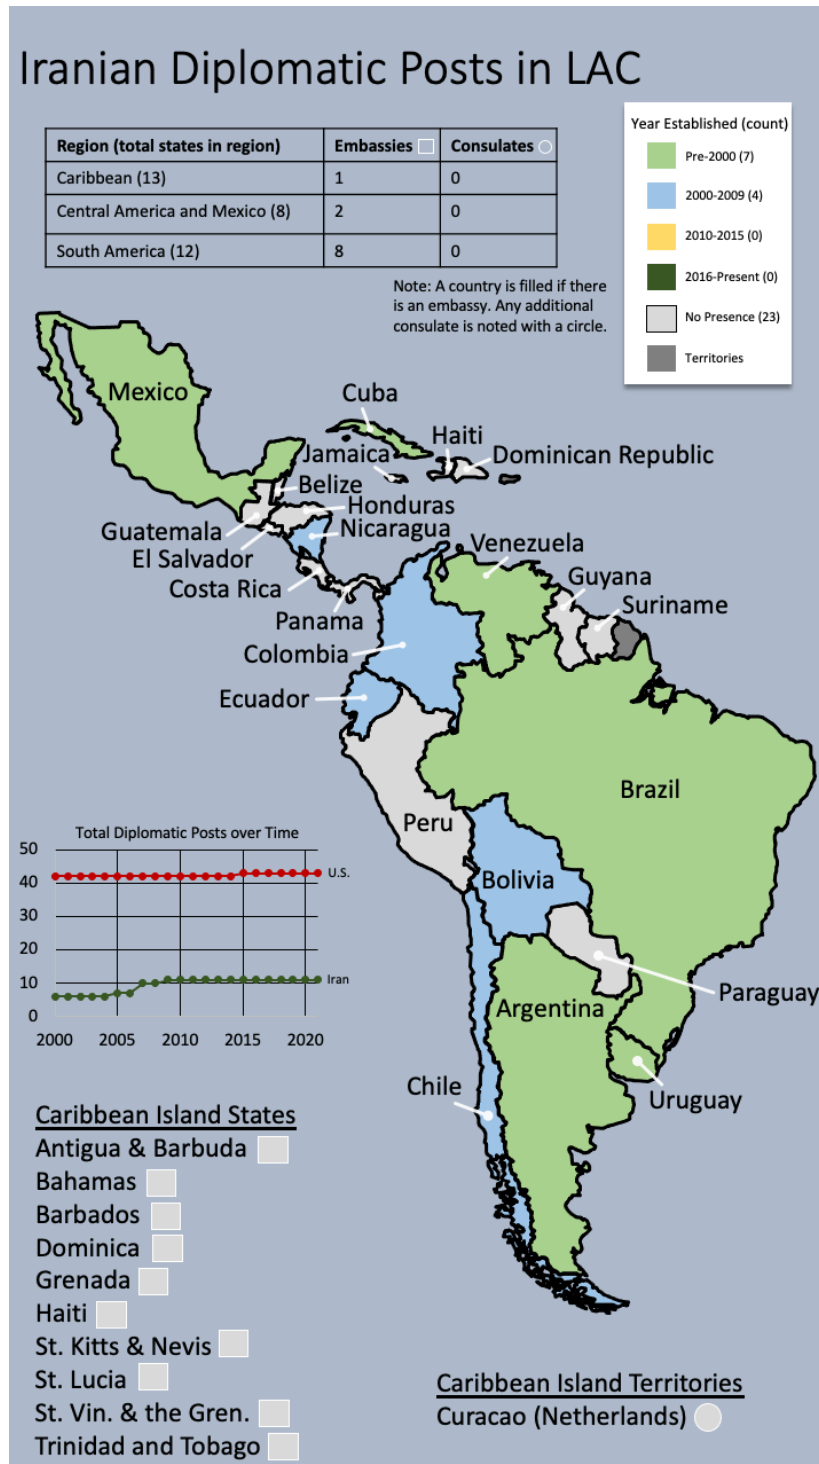 Iranian Diplomatic Posts in LAC
Region (total states in region) Embassies Consulates
Caribbean (13) 1 0
Central America and Mexico (8) 2 0
South America (12) 8 0
Year Established (count)
Pre-2000 (7)
2000-2009 (4)
2010-2015 (0)
2016-Present (0)
No Presence (23)
Territories
Note: A country is filled if there
is an embassy. Any additional
consulate is noted with a circle.
Mexico
Cuba
Jamaica
Haiti
Dominican Republic
Belize
Honduras
Guatemala
Nicaragua
El Salvador
Costa Rica
Panama
Venezuela
Guyana
Suriname
Colombia
Ecuador
Brazil
Peru
Bolivia
Paraguay
Argentina
Chile
Uruguay
Total Diplomatic Posts over Time
50
40
30
20
10
0
U.S.
Iran
2000 2005 2010 2015 2020
Caribbean Island States
Antigua & Barbuda
Bahamas
Barbados
Dominica
Grenada
Haiti
St. Kitts & Nevis
St. Lucia
St. Vin. & the Gren.
Trinidad and Tobago
Caribbean Island Territories
Curacao (Netherlands)